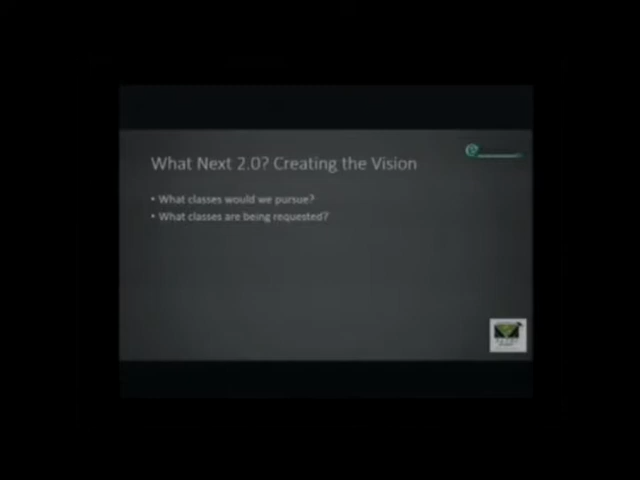 What Next 2.0? Creating the Vision
• What classes would we pursue?
• What classes are being requested?